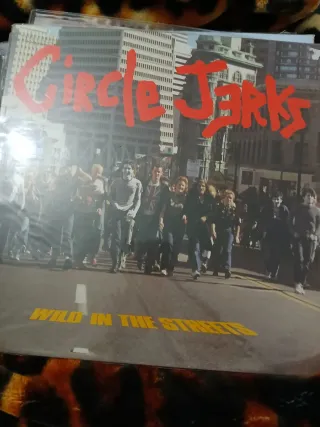 CiRcle JeRKs
WILD IN THE STREETS